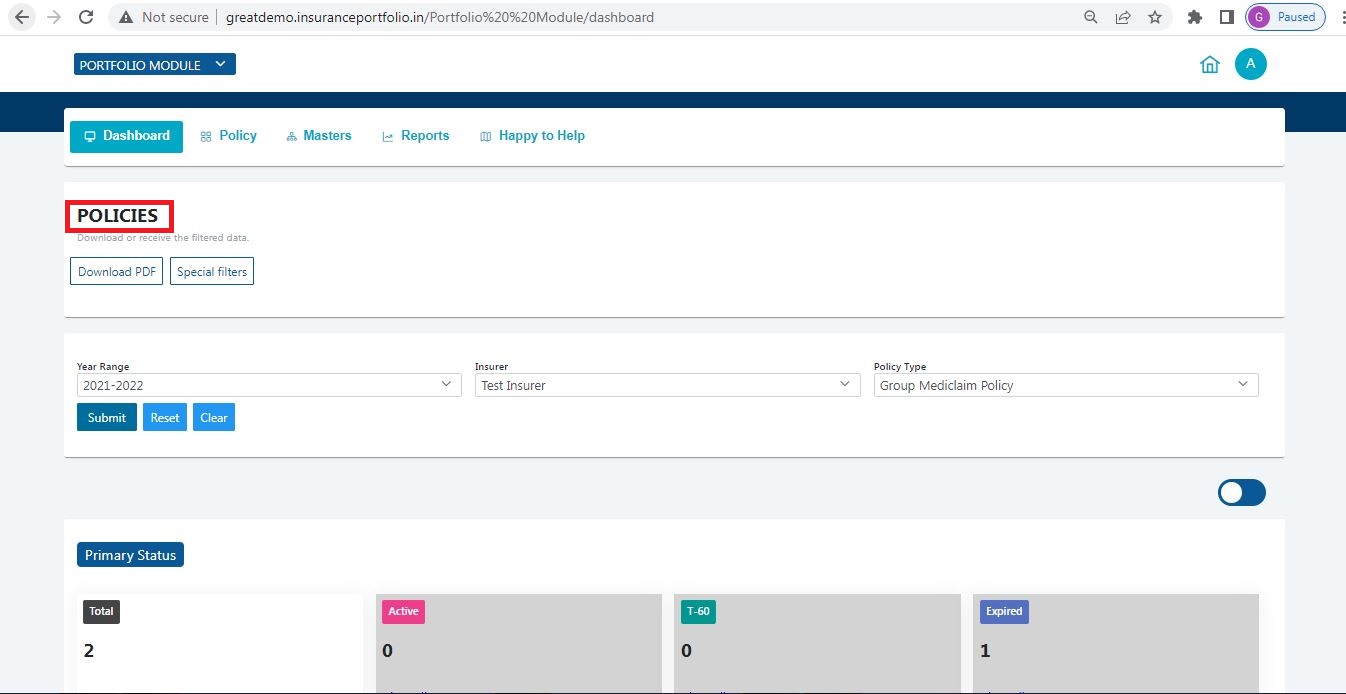 Not secure greatdemo.insuranceportfolio.in/Portfolio%20%20Module/dashboard G Paused
PORTFOLIO MODULE A
Dashboard Policy Masters Reports Happy to Help
POLICIES
Download or receive the filtered data.
Download PDF Special filters
Year Range Insurer Policy Type
2021-2022 Test Insurer Group Mediclaim Policy
Submit Reset Clear
Primary Status
Total Active T-60 Expired
2 0 0 1